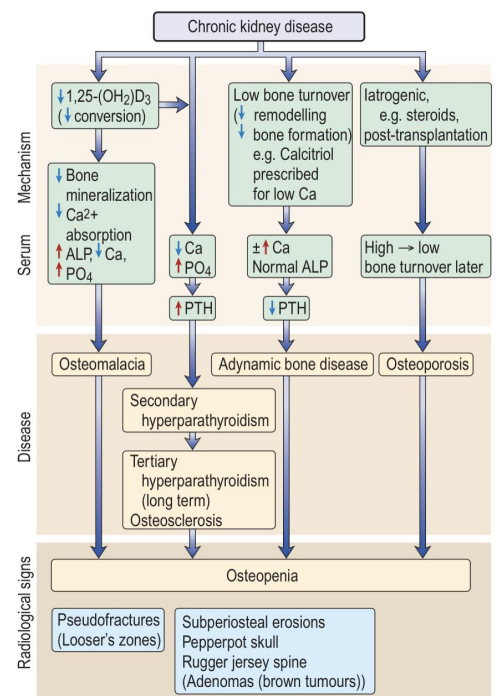 Chronic kidney disease
Mechanism
Serum
↓1,25-(OH2)D3
(↓conversion)
Low bone turnover
(↓ remodelling
↓ bone formation)
e.g. Calcitriol
prescribed
for low Ca
Iatrogenic,
e.g. steroids,
post-transplantation
↓ Bone
mineralization
↓ Ca2+
absorption
↑ ALP, ↓ Ca,
↑ PO4
↓ Ca
↑ PO4
± ↑ Ca
Normal ALP
High → low
bone turnover later
↑ PTH
↓ PTH
Disease
Osteomalacia
Adynamic bone disease
Osteoporosis
Secondary
hyperparathyroidism
Tertiary
hyperparathyroidism
(long term)
Osteosclerosis
Radiological signs
Osteopenia
Pseudofractures
(Looser's zones)
Subperiosteal erosions
Pepperpot skull
Rugger jersey spine
(Adenomas (brown tumours))